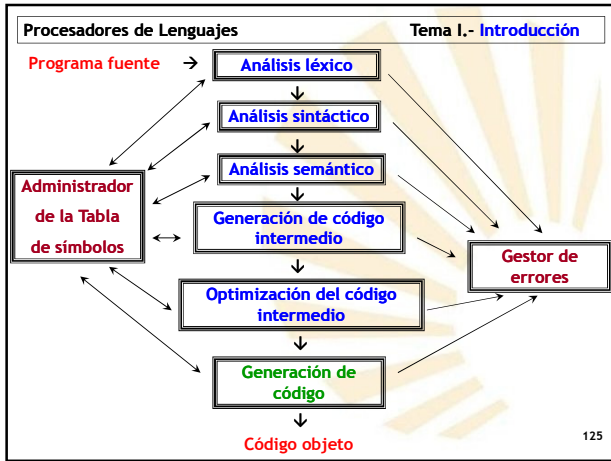 Procesadores de Lenguajes Tema I.- Introducción
Programa fuente → Análisis léxico
Análisis sintáctico
Análisis semántico
Administrador
de la Tabla
de símbolos
Generación de código
intermedio
Gestor de
errores
Optimización del código
intermedio
Generación de
código
Código objeto
125